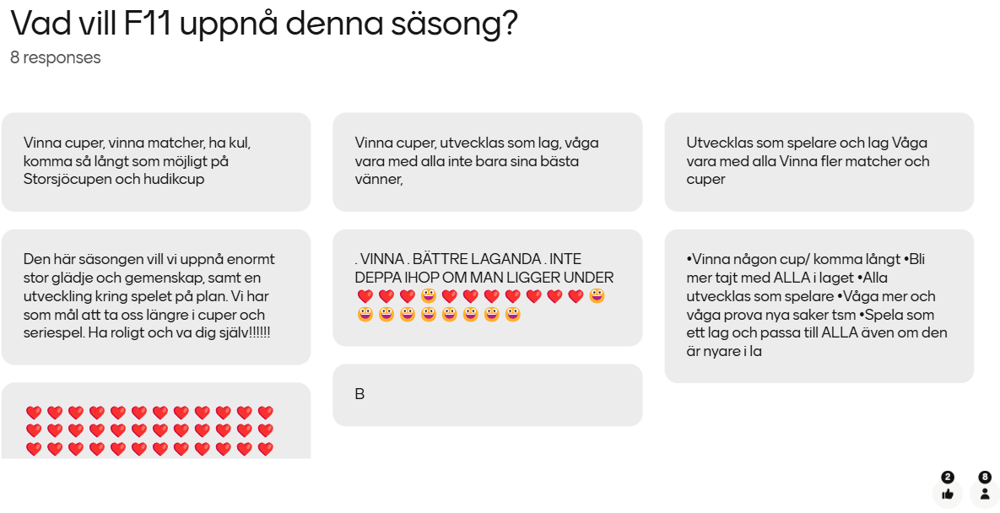 Vad vill F11 uppnå denna säsong?
8 responses
Vinna cuper, vinna matcher, ha kul,
komma så långt som möjligt på
Storsjöcupen och hudikcup
Vinna cuper, utvecklas som lag, våga
vara med alla inte bara sina bästa
vänner,
Utvecklas som spelare och lag Våga
vara med alla Vinna fler matcher och
cuper
Den här säsongen vill vi uppnå enormt
stor glädje och gemenskap, samt en
utveckling kring spelet på plan. Vi har
som mål att ta oss längre i cuper och
seriespel. Ha roligt och va dig själv!!!!!!
. VINNA . BÄTTRE LAGANDA . INTE
DEPPA IHOP OM MAN LIGGER UNDER
❤️❤️❤️😀❤️❤️❤️❤️❤️❤️❤️😀
😀😀😀😀😀😀😀😀
•Vinna någon cup/ komma långt •Bli
mer tajt med ALLA i laget •Alla
utvecklas som spelare •Våga mer och
våga prova nya saker tsm •Spela som
ett lag och passa till ALLA även om den
är nyare i la
B
❤️❤️❤️❤️❤️❤️❤️❤️❤️❤️❤️❤️
❤️❤️❤️❤️❤️❤️❤️❤️❤️❤️❤️❤️
❤️❤️❤️❤️❤️❤️❤️❤️❤️❤️❤️❤️
2
8